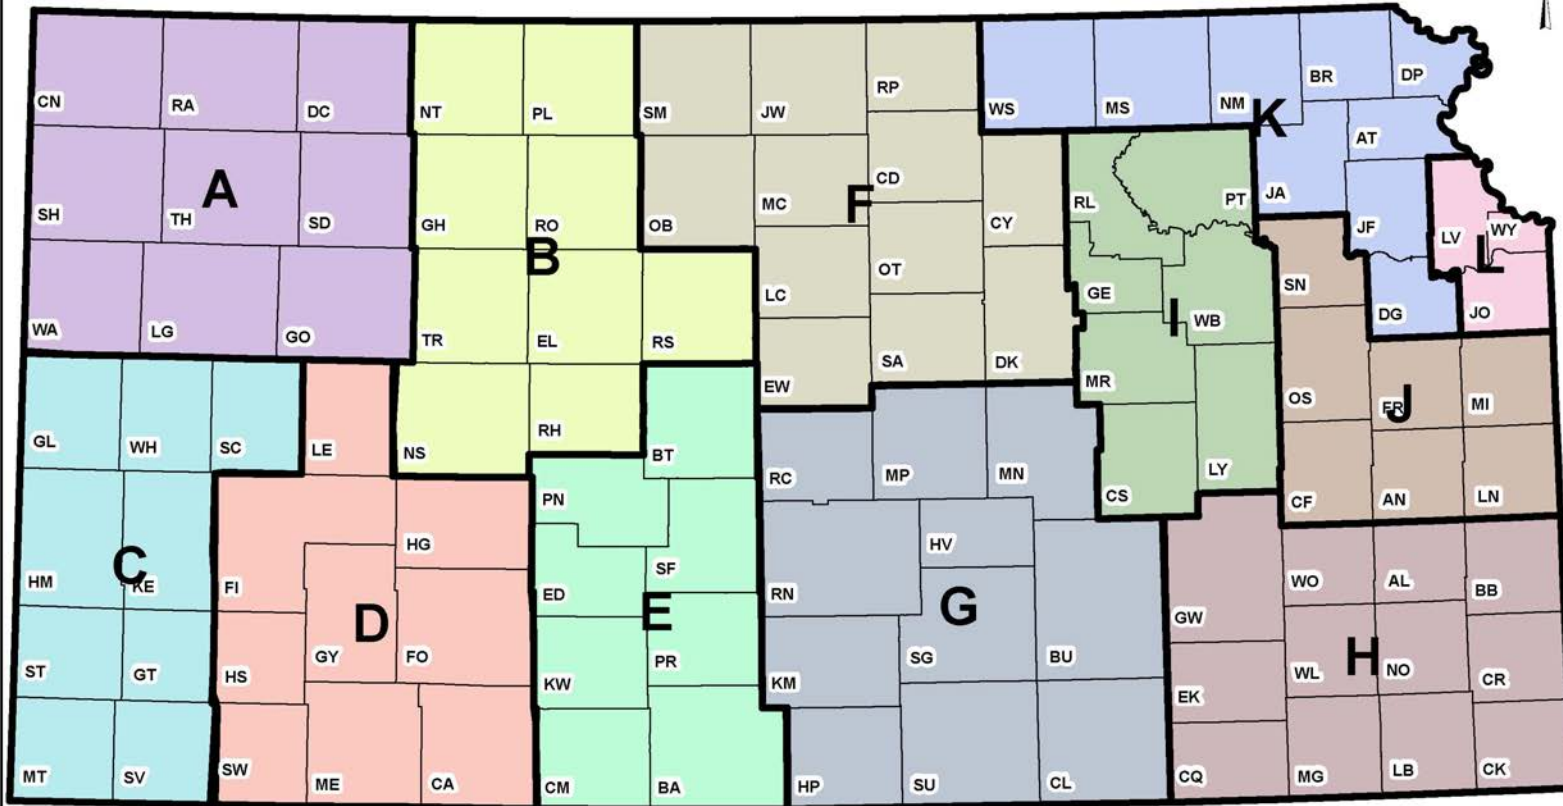 CN RA DC NT PL SM JW RP WS MS NM BR DP
K
AT
A
SH TH SD GH RO OB MC CD CY RL PT JA JF LV WY
F
B
L
WA LG GO TR EL RS LC OT GE WB SN DG JO
I
EW SA DK MR
GL WH SC LE NS RH BT RC MP MN CS LY OS FR MI
J
PN CF AN LN
C
HM KE FI HG ED SF RN HV WO AL BB
D
E
G
GW
ST GT HS GY FO KW PR KM SG BU EK WL NO CR
H
MT SV SW ME CA CM BA HP SU CL CQ MG LB CK